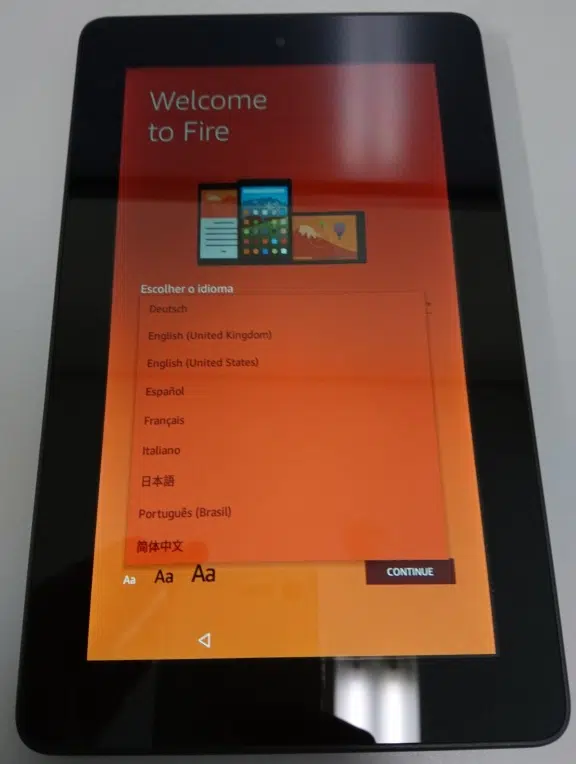 Welcome
to Fire
Escolher o idioma
Deutsch
English (United Kingdom)
English (United States)
Español
Français
Italiano
日本語
Português (Brasil)
简体中文
Aa Aa Aa
CONTINUE